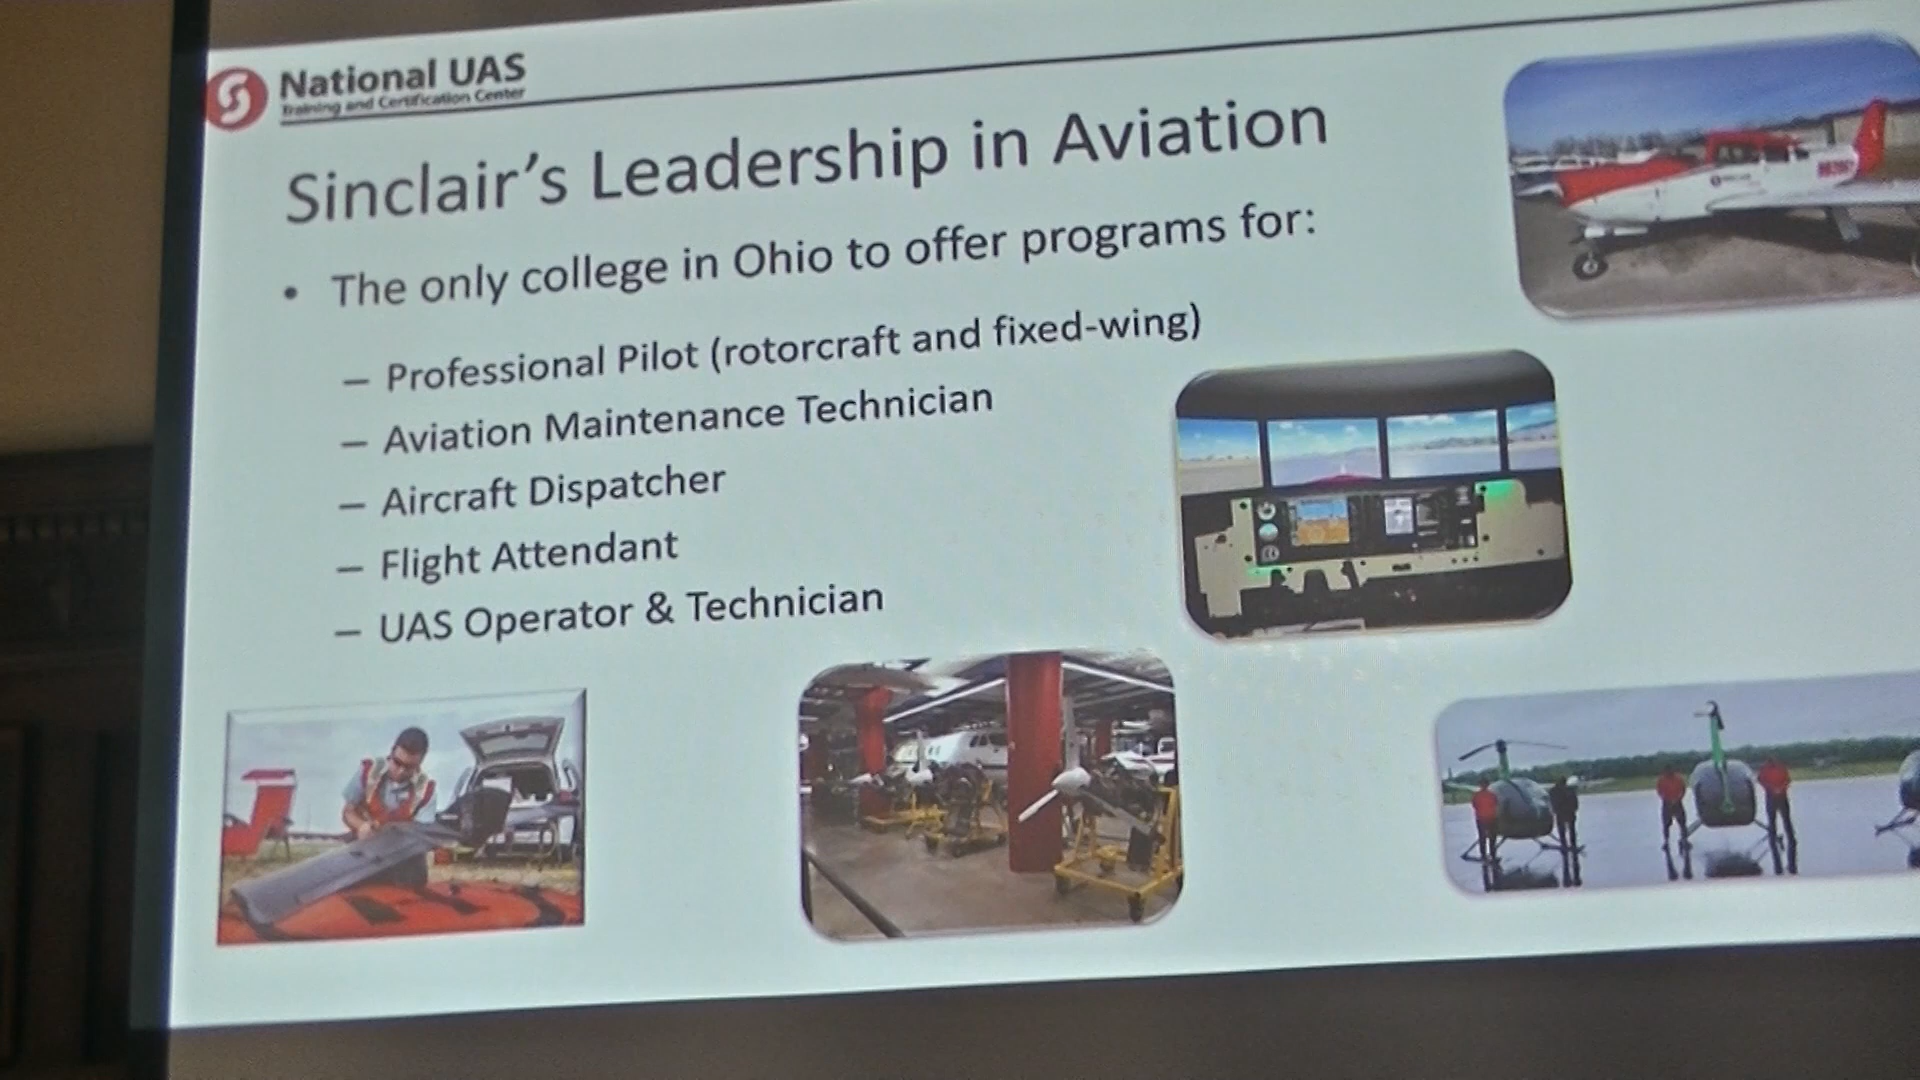 National UAS
Training and Certification Center
Sinclair's Leadership in Aviation
• The only college in Ohio to offer programs for:
– Professional Pilot (rotorcraft and fixed-wing)
– Aviation Maintenance Technician
– Aircraft Dispatcher
– Flight Attendant
– UAS Operator & Technician